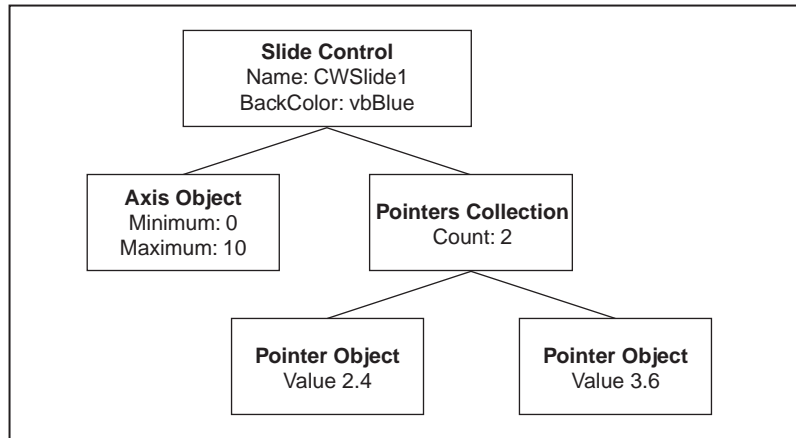 Slide Control
Name: CWSlide1
BackColor: vbBlue
Axis Object
Minimum: 0
Maximum: 10
Pointers Collection
Count: 2
Pointer Object
Value 2.4
Pointer Object
Value 3.6